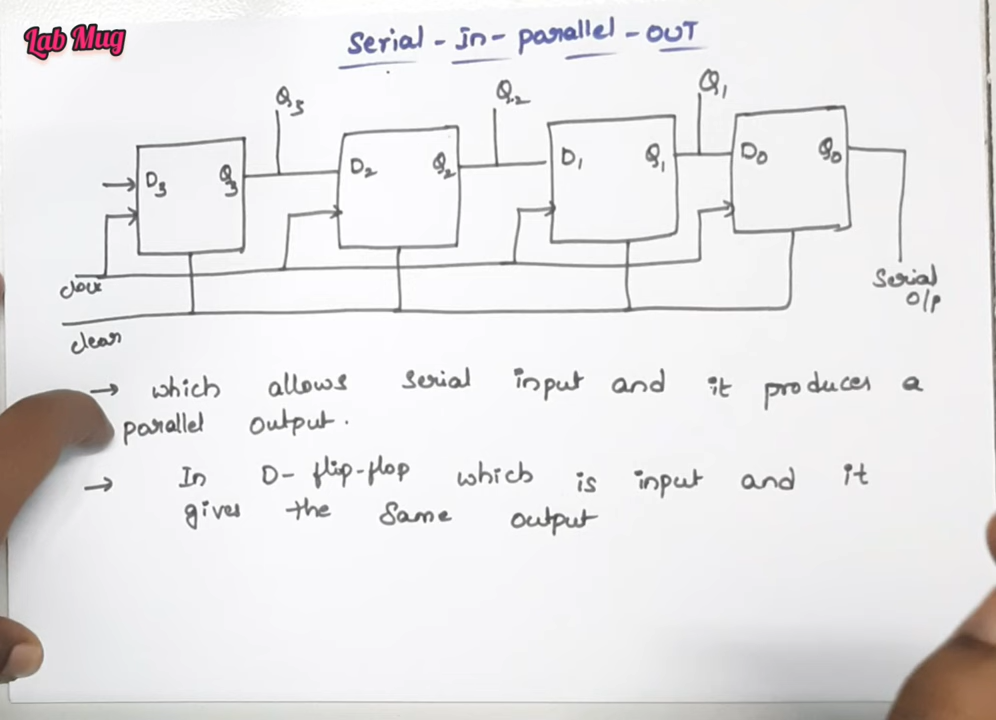 Lab Mug
Serial-in-parallel-OUT
Q3 Q2 Q1
D3 Q3 D2 Q2 D1 Q1 D0 Q0
Serial
O/P
clear
→ which allows serial input and it produces a
parallel output.
→ In D-flip-flop which is input and it
gives the same output